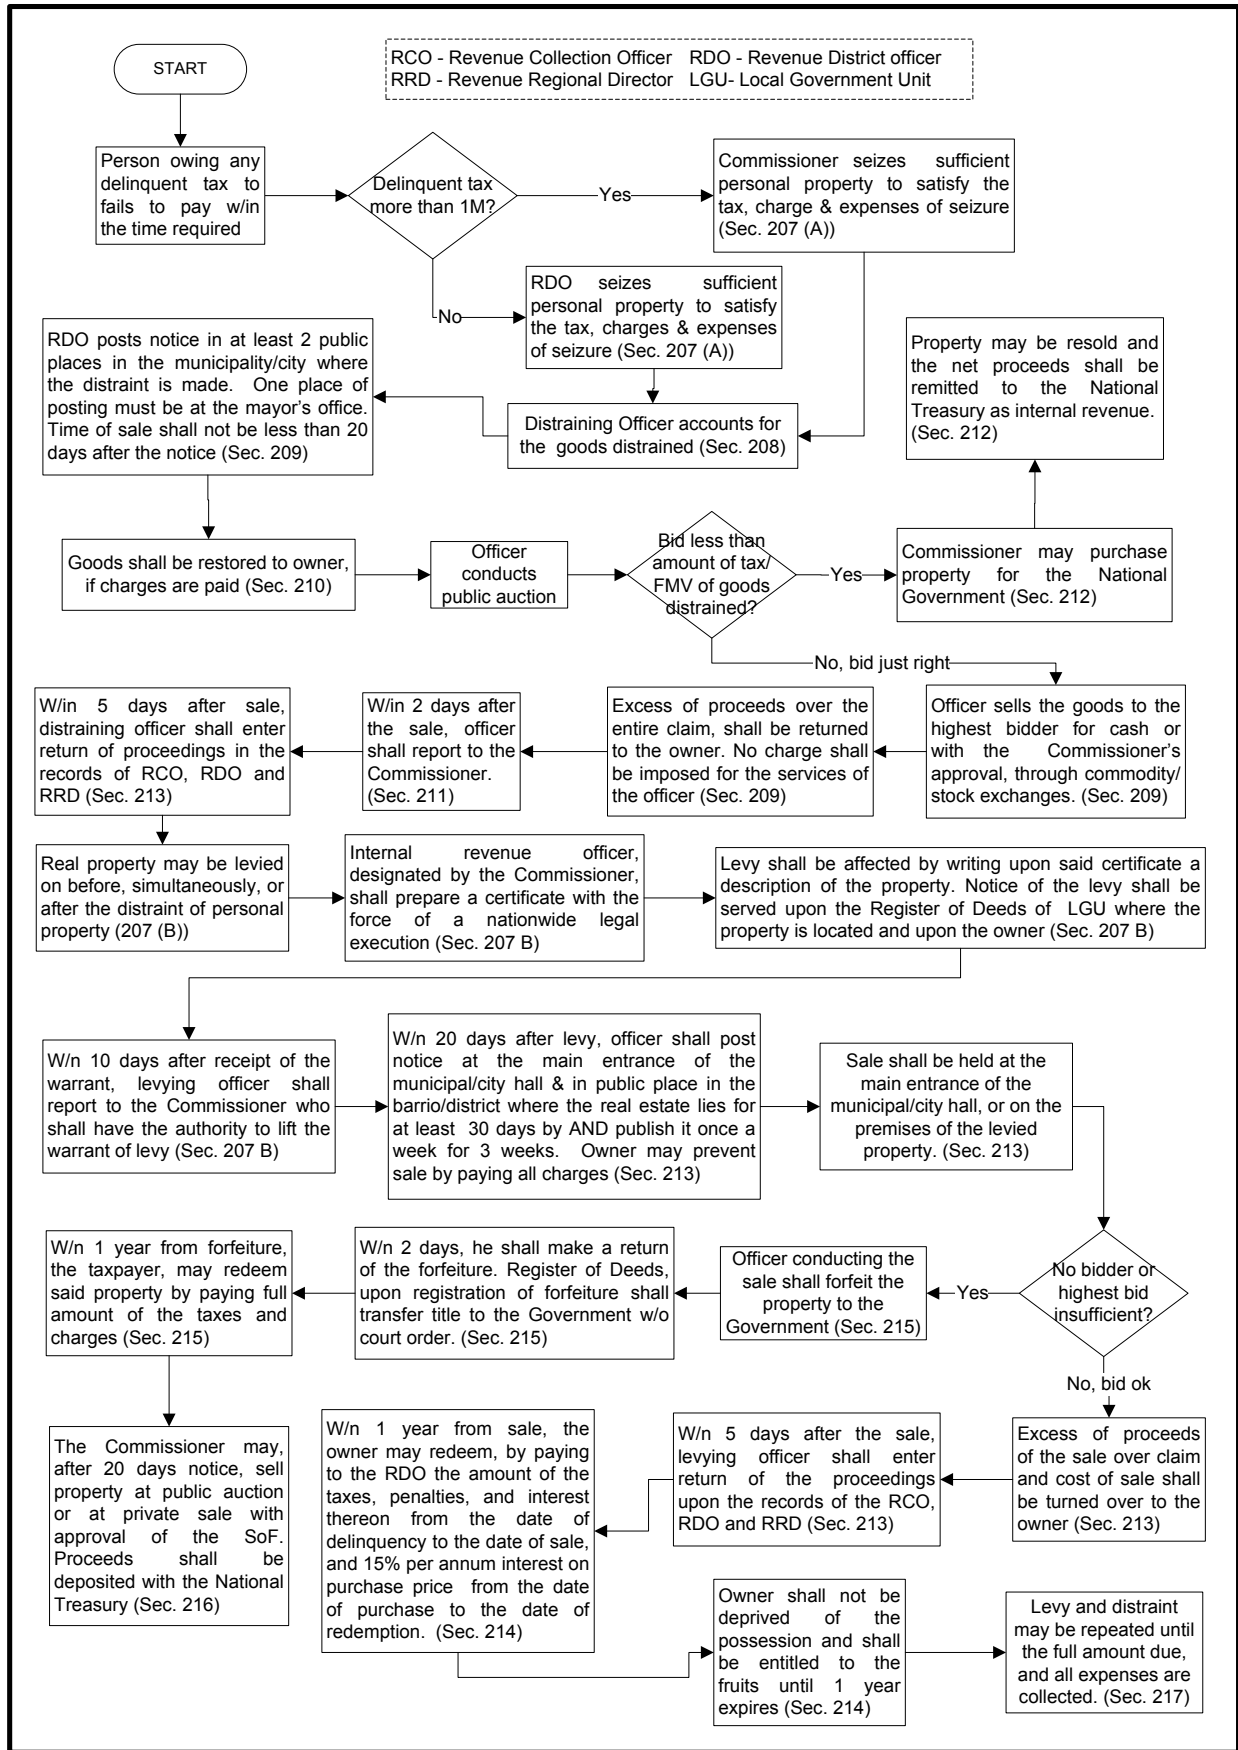 START
RCO - Revenue Collection Officer RDO - Revenue District officer
RRD - Revenue Regional Director LGU- Local Government Unit
Person owing any
delinquent tax to
fails to pay w/in
the time required
Delinquent tax
more than 1M?
Yes
Commissioner seizes sufficient
personal property to satisfy the
tax, charge & expenses of seizure
(Sec. 207 (A))
No
RDO seizes sufficient
personal property to satisfy
the tax, charges & expenses
of seizure (Sec. 207 (A))
Distraining Officer accounts for
the goods distrained (Sec. 208)
RDO posts notice in at least 2 public
places in the municipality/city where
the distraint is made. One place of
posting must be at the mayor's office.
Time of sale shall not be less than 20
days after the notice (Sec. 209)
Goods shall be restored to owner,
if charges are paid (Sec. 210)
Officer
conducts
public auction
Bid less than
amount of tax/
FMV of goods
distrained?
Yes
Commissioner may purchase
property for the National
Government (Sec. 212)
Property may be resold and
the net proceeds shall be
remitted to the National
Treasury as internal revenue.
(Sec. 212)
No, bid just right
Officer sells the goods to the
highest bidder for cash or
with the Commissioner's
approval, through commodity/
stock exchanges. (Sec. 209)
Excess of proceeds over the
entire claim, shall be returned
to the owner. No charge shall
be imposed for the services of
the officer (Sec. 209)
W/in 2 days after
the sale, officer
shall report to the
Commissioner.
(Sec. 211)
W/in 5 days after sale,
distraining officer shall enter
return of proceedings in the
records of RCO, RDO and
RRD (Sec. 213)
Real property may be levied
on before, simultaneously, or
after the distraint of personal
property (207 (B))
Internal revenue officer,
designated by the Commissioner,
shall prepare a certificate with the
force of a nationwide legal
execution (Sec. 207 B)
Levy shall be affected by writing upon said certificate a
description of the property. Notice of the levy shall be
served upon the Register of Deeds of LGU where the
property is located and upon the owner (Sec. 207 B)
W/n 10 days after receipt of the
warrant, levying officer shall
report to the Commissioner who
shall have the authority to lift the
warrant of levy (Sec. 207 B)
W/n 20 days after levy, officer shall post
notice at the main entrance of the
municipal/city hall & in public place in the
barrio/district where the real estate lies for
at least 30 days by AND publish it once a
week for 3 weeks. Owner may prevent
sale by paying all charges (Sec. 213)
Sale shall be held at the
main entrance of the
municipal/city hall, or on the
premises of the levied
property. (Sec. 213)
No bidder or
highest bid
insufficient?
Yes
Officer conducting the
sale shall forfeit the
property to the
Government (Sec. 215)
W/n 2 days, he shall make a return
of the forfeiture. Register of Deeds,
upon registration of forfeiture shall
transfer title to the Government w/o
court order. (Sec. 215)
W/n 1 year from forfeiture,
the taxpayer, may redeem
said property by paying full
amount of the taxes and
charges (Sec. 215)
The Commissioner may,
after 20 days notice, sell
property at public auction
or at private sale with
approval of the SoF.
Proceeds shall be
deposited with the National
Treasury (Sec. 216)
No, bid ok
Excess of proceeds
of the sale over claim
and cost of sale shall
be turned over to the
owner (Sec. 213)
W/n 5 days after the sale,
levying officer shall enter
return of the proceedings
upon the records of the RCO,
RDO and RRD (Sec. 213)
W/n 1 year from sale, the
owner may redeem, by paying
to the RDO the amount of the
taxes, penalties, and interest
thereon from the date of
delinquency to the date of sale,
and 15% per annum interest on
purchase price from the date
of purchase to the date of
redemption. (Sec. 214)
Owner shall not be
deprived of the
possession and shall
be entitled to the
fruits until 1 year
expires (Sec. 214)
Levy and distraint
may be repeated until
the full amount due,
and all expenses are
collected. (Sec. 217)